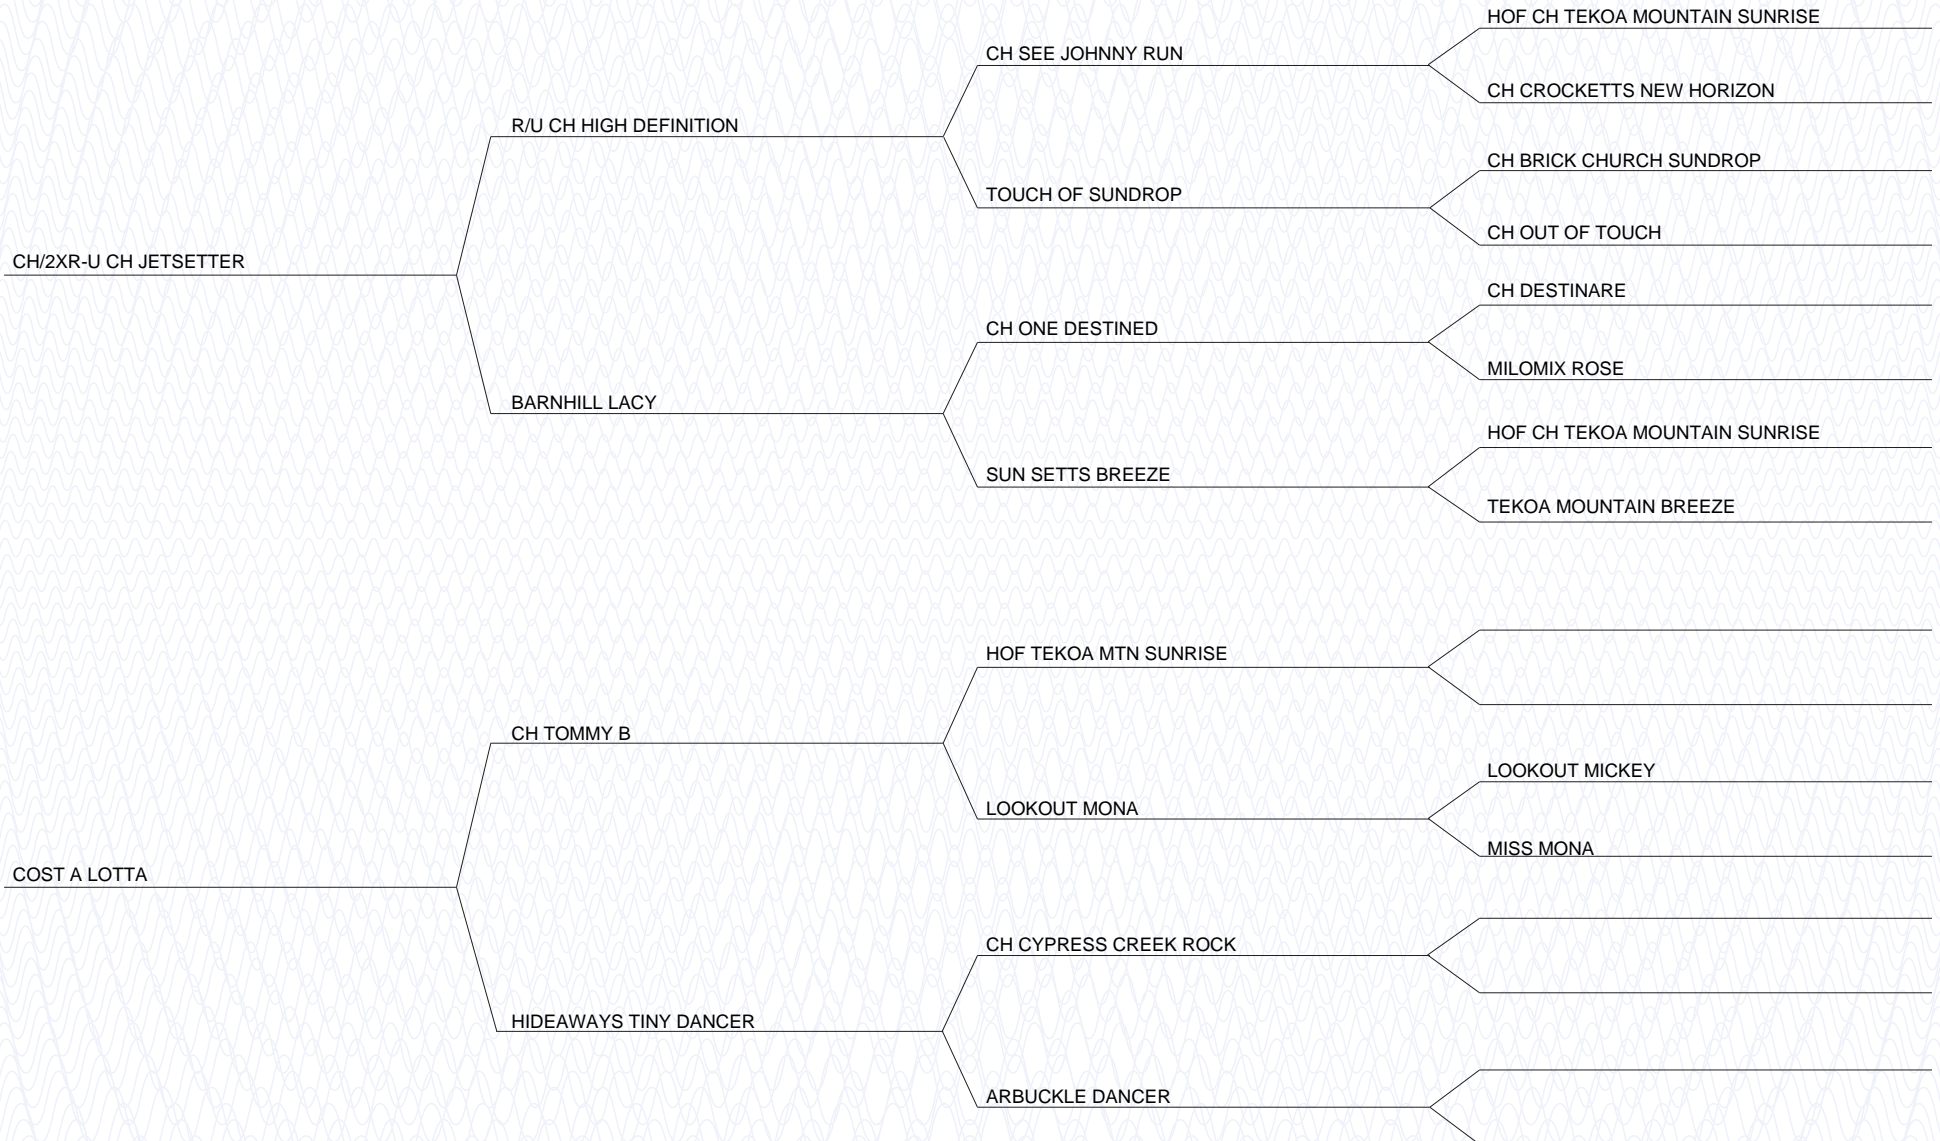 HOF CH TEKOA MOUNTAIN SUNRISE
CH SEE JOHNNY RUN
CH CROCKETTS NEW HORIZON
R/U CH HIGH DEFINITION
CH BRICK CHURCH SUNDROP
TOUCH OF SUNDROP
CH OUT OF TOUCH
CH/2XR-U CH JETSETTER
CH DESTINARE
CH ONE DESTINED
MILOMIX ROSE
BARNHILL LACY
HOF CH TEKOA MOUNTAIN SUNRISE
SUN SETTS BREEZE
TEKOA MOUNTAIN BREEZE
HOF TEKOA MTN SUNRISE
CH TOMMY B
LOOKOUT MICKEY
LOOKOUT MONA
MISS MONA
COST A LOTTA
CH CYPRESS CREEK ROCK
HIDEAWAYS TINY DANCER
ARBUCKLE DANCER